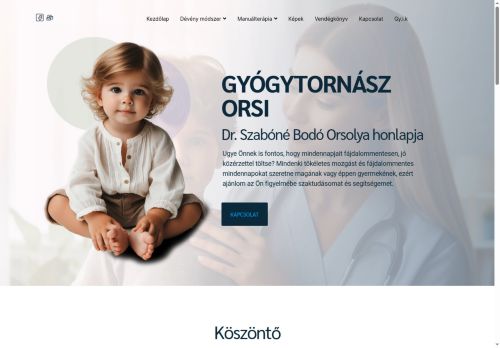 Kezdőlap Dévény módszer Manuálterápia Képek Vendégkönyv Kapcsolat Gy.i.k
GYÓGYTORNÁSZ
ORSI
Dr. Szabóné Bodó Orsolya honlapja
Ugye Önnek is fontos, hogy mindennapjait fájdalommentesen, jó
közérzettel töltse? Mindenki tökéletes mozgást és fájdalommentes
mindennapokat szeretne magának vagy éppen gyermekének, ezért
ajánlom az Ön figyelmébe szaktudásomat és segítségemet.
KAPCSOLAT
Köszöntő